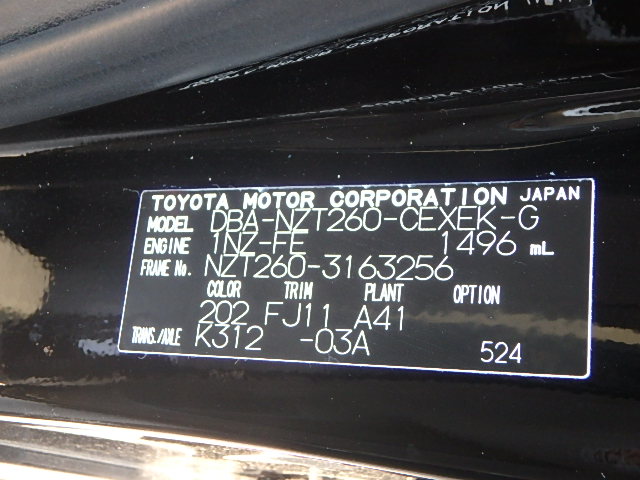 TOYOTA MOTOR CORPORATION JAPAN
MODEL DBA-NZT260-CEXEK-G
ENGINE 1NZ-FE 1496 mL
FRAME No. NZT260-3163256
COLOR TRIM PLANT OPTION
202 FJ11 A41
TRANS./AXLE K312 -03A 524